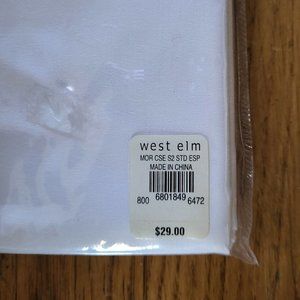 west elm
MOR CSE S2 STD ESP
MADE IN CHINA
800 6801849 6472
$29.00